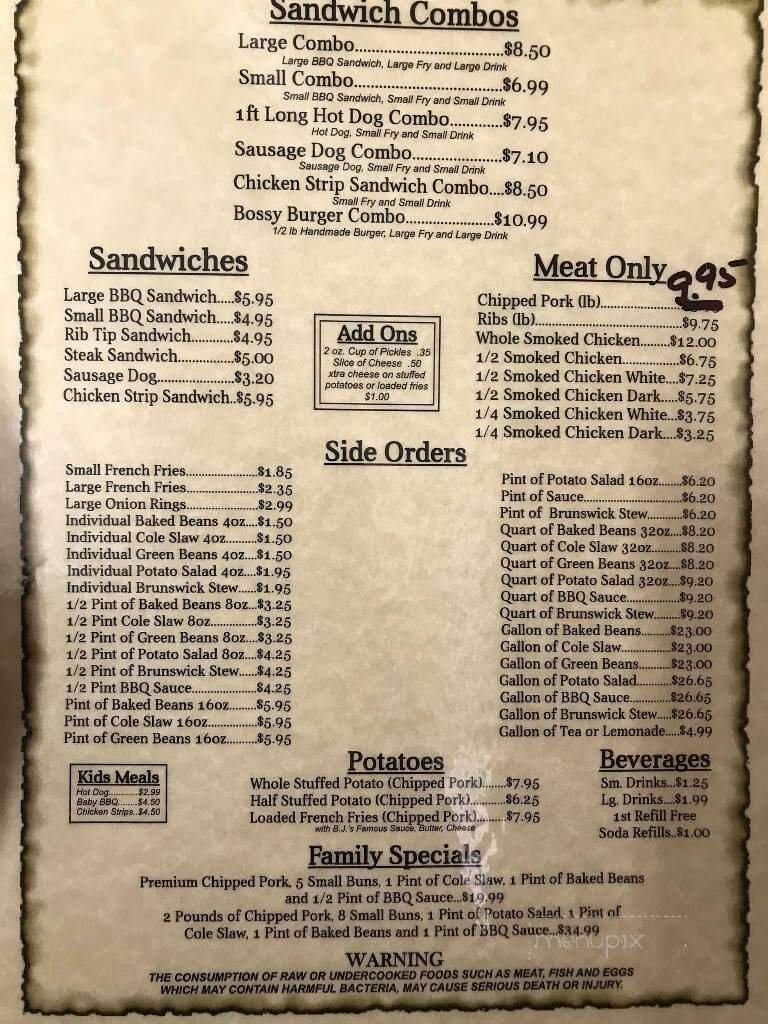 Sandwich Combos
Large Combo..................................$8.50
Large BBQ Sandwich, Large Fry and Large Drink
Small Combo..................................$6.99
Small BBQ Sandwich, Small Fry and Small Drink
1ft Long Hot Dog Combo............$7.95
Hot Dog, Small Fry and Small Drink
Sausage Dog Combo.....................$7.10
Sausage Dog, Small Fry and Small Drink
Chicken Strip Sandwich Combo....$8.50
Small Fry and Small Drink
Bossy Burger Combo.....................$10.99
1/2 lb Handmade Burger, Large Fry and Large Drink
Sandwiches
Large BBQ Sandwich.....$5.95
Small BBQ Sandwich.....$4.95
Rib Tip Sandwich...........$4.95
Steak Sandwich..............$5.00
Sausage Dog...................$3.20
Chicken Strip Sandwich..$5.95
Add Ons
2 oz. Cup of Pickles .35
Slice of Cheese .50
xtra cheese on stuffed
potatoes or loaded fries
$1.00
Meat Only
9.95
Chipped Pork (lb)....................
Ribs (lb)....................................$9.75
Whole Smoked Chicken........$12.00
1/2 Smoked Chicken..............$6.75
1/2 Smoked Chicken White...$7.25
1/2 Smoked Chicken Dark.....$5.75
1/4 Smoked Chicken White...$3.75
1/4 Smoked Chicken Dark....$3.25
Side Orders
Small French Fries......................$1.85
Large French Fries......................$2.35
Large Onion Rings......................$2.99
Individual Baked Beans 4oz...$1.50
Individual Cole Slaw 4oz.........$1.50
Individual Green Beans 4oz....$1.50
Individual Potato Salad 4oz...$1.95
Individual Brunswick Stew......$1.95
1/2 Pint of Baked Beans 8oz...$3.25
1/2 Pint Cole Slaw 8oz..............$3.25
1/2 Pint of Green Beans 8oz....$3.25
1/2 Pint of Potato Salad 8oz....$4.25
1/2 Pint of Brunswick Stew.....$4.25
1/2 Pint BBQ Sauce....................$4.25
Pint of Baked Beans 16oz.........$5.95
Pint of Cole Slaw 16oz...............$5.95
Pint of Green Beans 16oz..........$5.95
Pint of Potato Salad 16oz.......$6.20
Pint of Sauce..............................$6.20
Pint of Brunswick Stew...........$6.20
Quart of Baked Beans 32oz...$8.20
Quart of Cole Slaw 32oz.........$8.20
Quart of Green Beans 32oz....$8.20
Quart of Potato Salad 32oz....$9.20
Quart of BBQ Sauce................$9.20
Quart of Brunswick Stew........$9.20
Gallon of Baked Beans.........$23.00
Gallon of Cole Slaw...............$23.00
Gallon of Green Beans..........$23.00
Gallon of Potato Salad...........$26.65
Gallon of BBQ Sauce.............$26.65
Gallon of Brunswick Stew.....$26.65
Gallon of Tea or Lemonade.....$4.99
Kids Meals
Hot Dog............$2.99
Baby BBQ........$4.50
Chicken Strips..$4.50
Potatoes
Whole Stuffed Potato (Chipped Pork).......$7.95
Half Stuffed Potato (Chipped Pork)...........$6.25
Loaded French Fries (Chipped Pork).........$7.95
with B.J.'s Famous Sauce, Butter, Cheese
Beverages
Sm. Drinks...$1.25
Lg. Drinks....$1.99
1st Refill Free
Soda Refills..$1.00
Family Specials
Premium Chipped Pork, 5 Small Buns, 1 Pint of Cole Slaw, 1 Pint of Baked Beans
and 1/2 Pint of BBQ Sauce...$19.99
2 Pounds of Chipped Pork, 8 Small Buns, 1 Pint of Potato Salad, 1 Pint of
Cole Slaw, 1 Pint of Baked Beans and 1 Pint of BBQ Sauce...$34.99
menupix
WARNING
THE CONSUMPTION OF RAW OR UNDERCOOKED FOODS SUCH AS MEAT, FISH AND EGGS
WHICH MAY CONTAIN HARMFUL BACTERIA, MAY CAUSE SERIOUS DEATH OR INJURY.